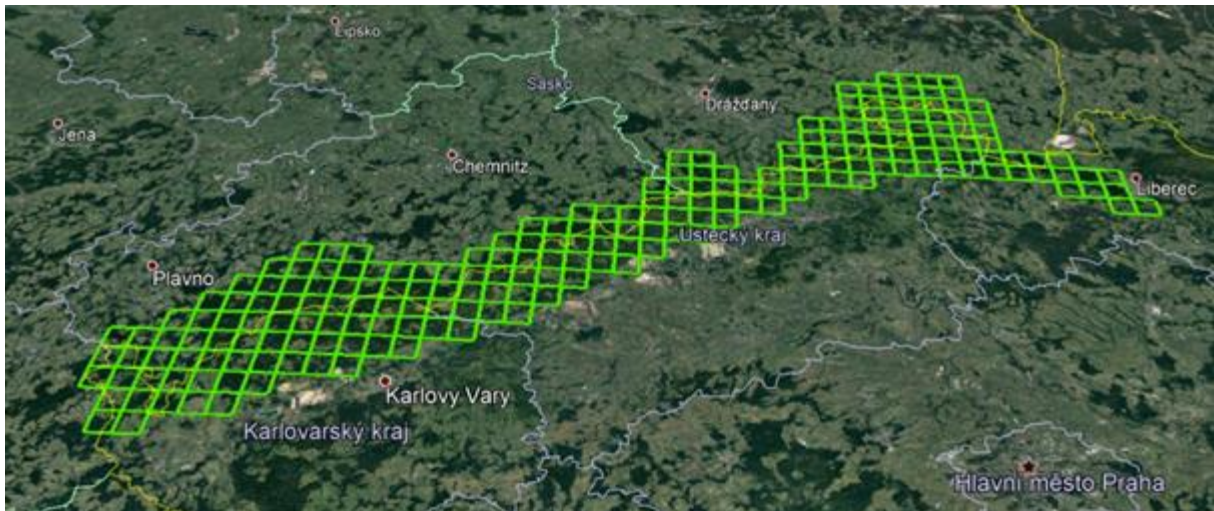 Lipsko
Sasko
Drážďany
Jena
Chemnitz
Liberec
Ústecký kraj
Plavno
Karlovy Vary
Karlovarský kraj
Hlavní město Praha